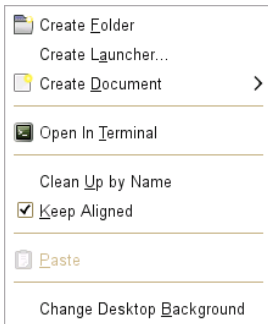 Create Folder
Create Launcher...
Create Document
Open In Terminal
Clean Up by Name
Keep Aligned
Paste
Change Desktop Background